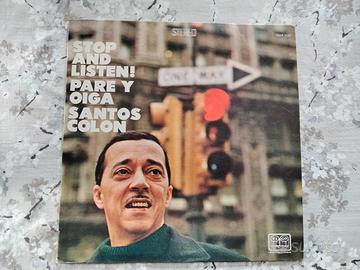 STEREO
STOP
AND
LISTEN!
PARE Y
OIGA
SANTOS
COLON
ONE WAY